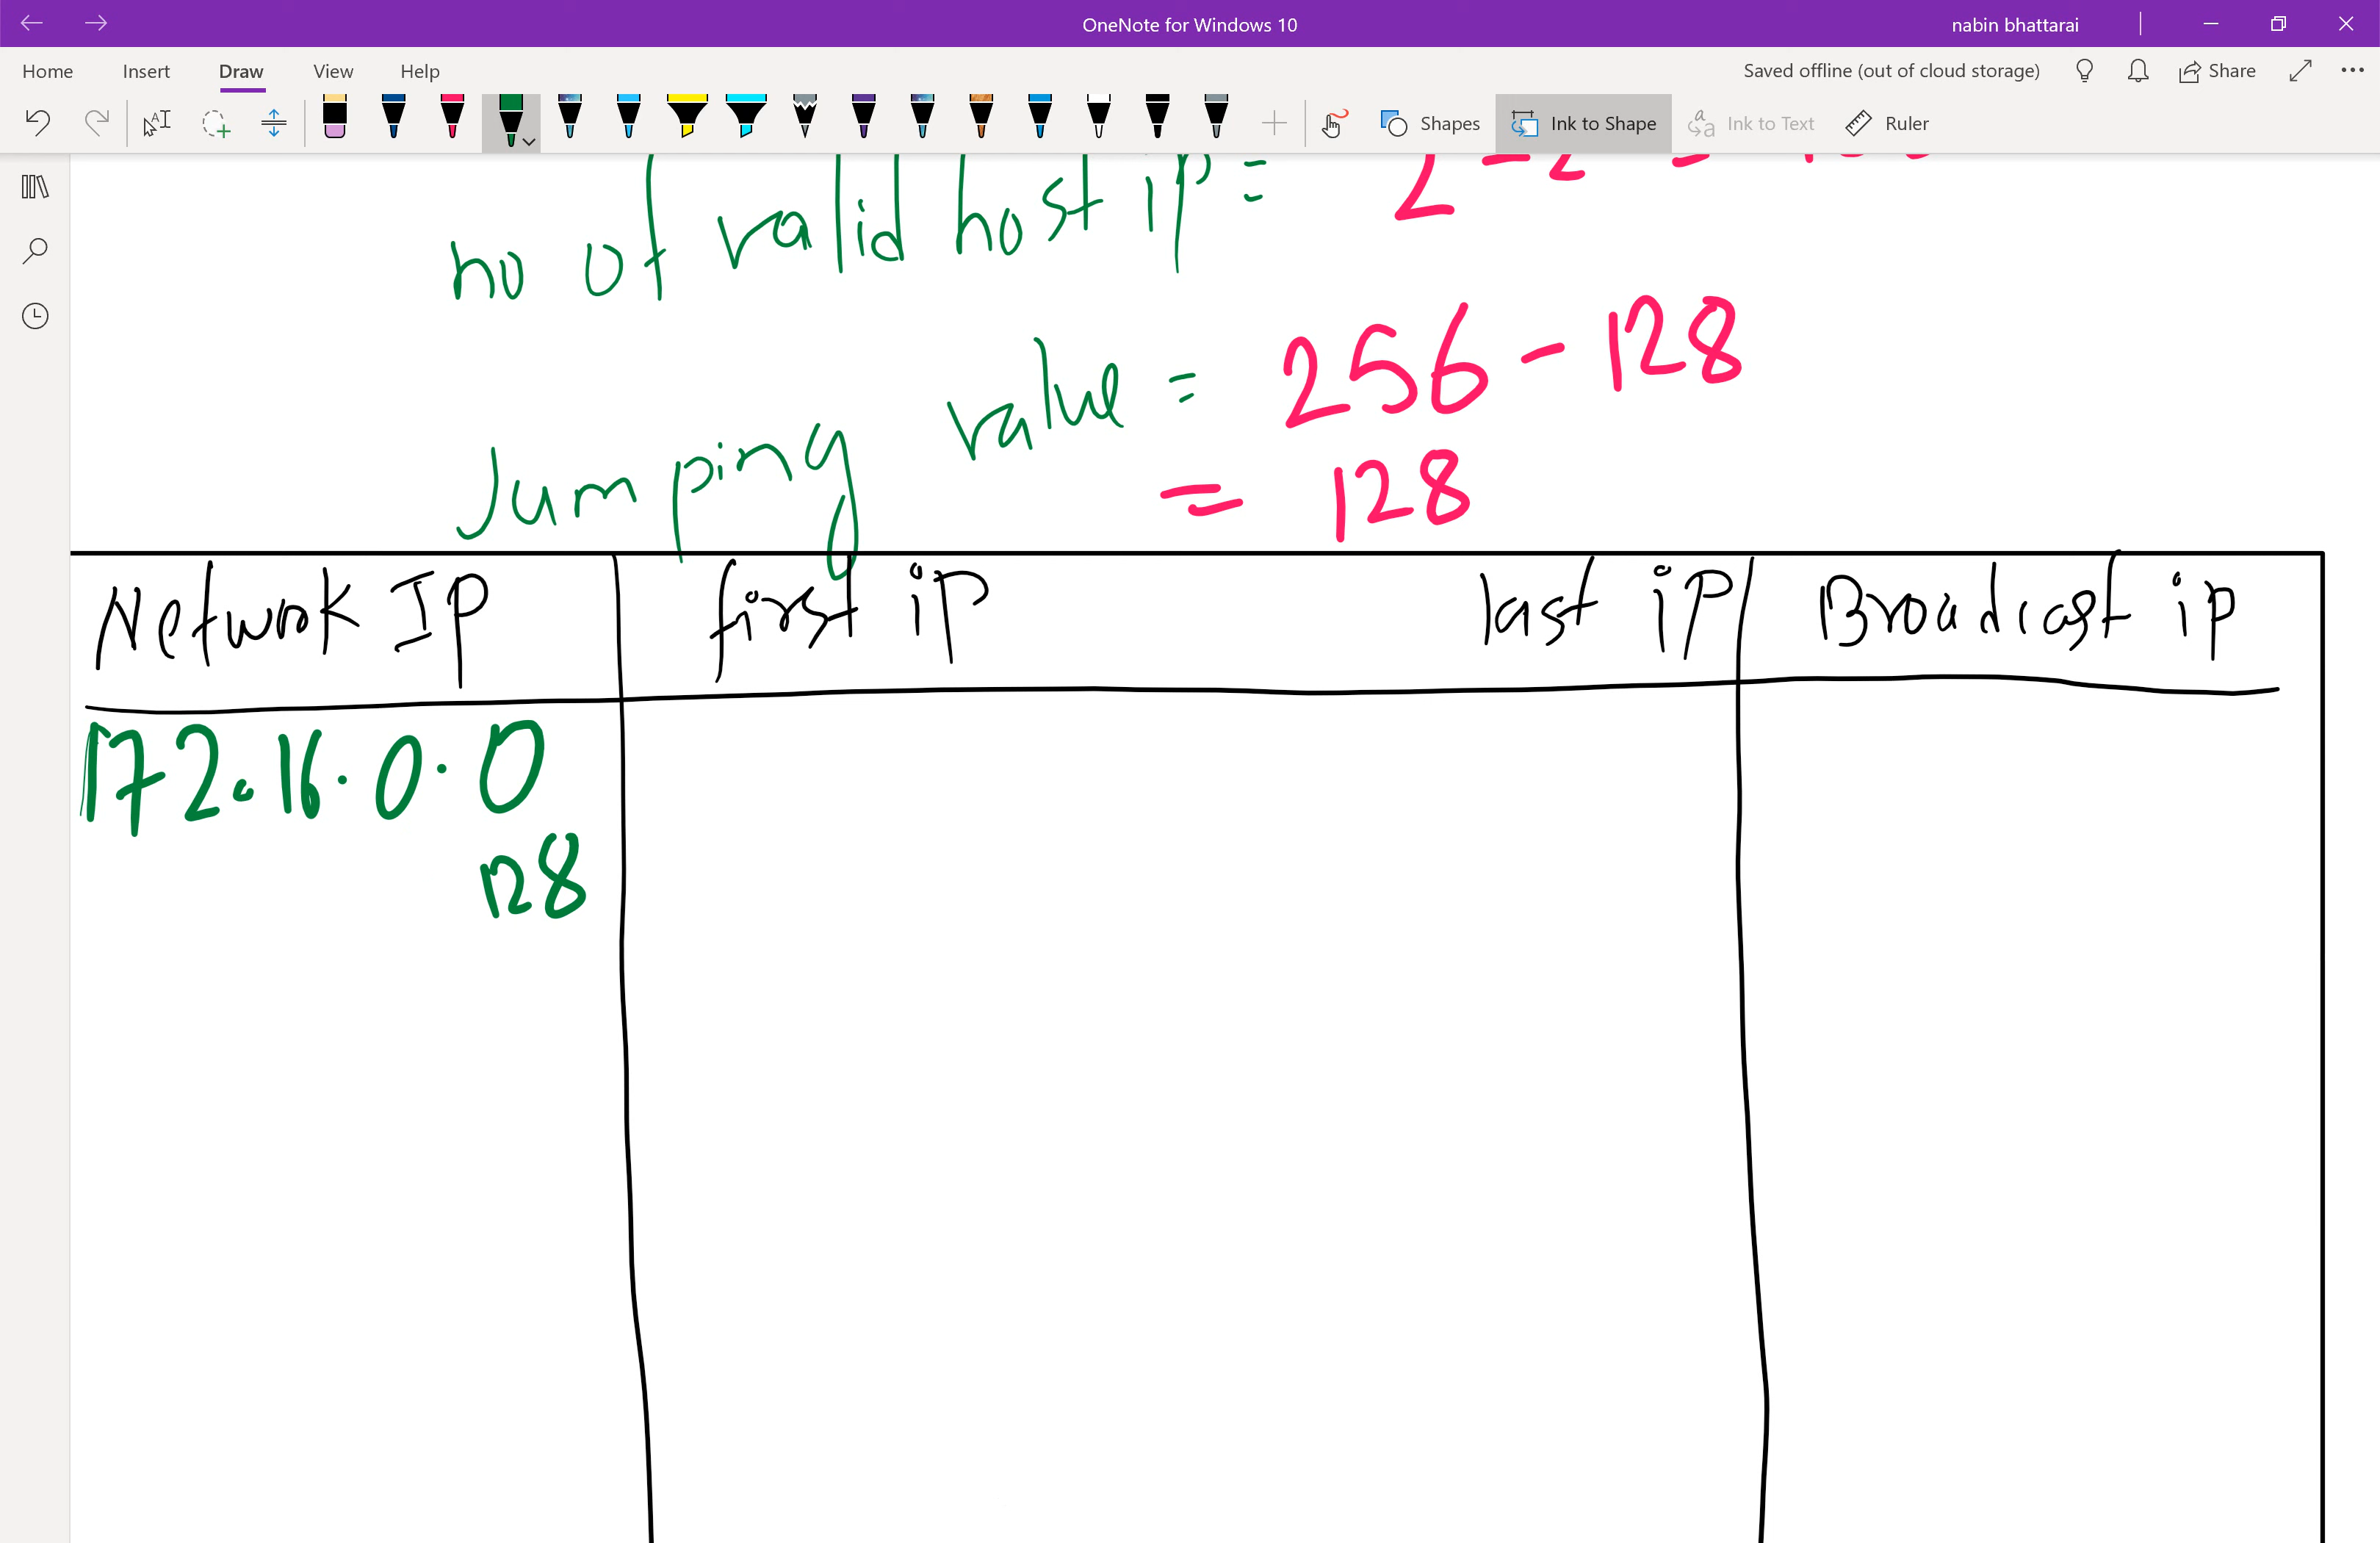 OneNote for Windows 10
nabin bhattarai
Home Insert Draw View Help
Saved offline (out of cloud storage)
Share
Shapes
Ink to Shape
Ink to Text
Ruler
no of valid host ip =
Jumping value = 256 - 128
= 128
Network IP first iP last iP Broadcast ip
172.16.0.0
128